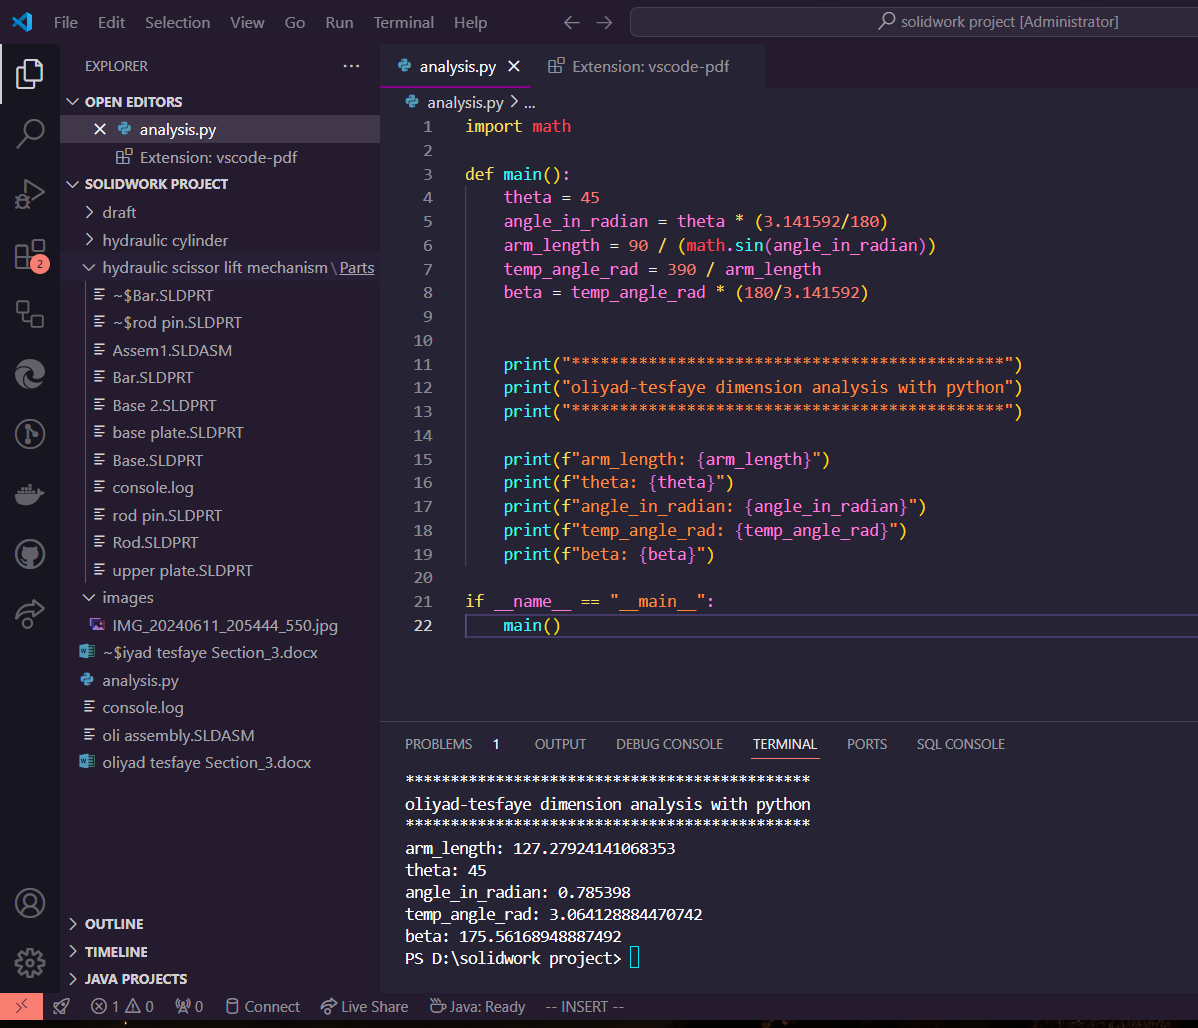 File Edit Selection View Go Run Terminal Help
solidwork project [Administrator]
EXPLORER
OPEN EDITORS
analysis.py
Extension: vscode-pdf
SOLIDWORK PROJECT
draft
hydraulic cylinder
hydraulic scissor lift mechanism\Parts
~$Bar.SLDPRT
~$rod pin.SLDPRT
Assem1.SLDASM
Bar.SLDPRT
Base 2.SLDPRT
base plate.SLDPRT
Base.SLDPRT
console.log
rod pin.SLDPRT
Rod.SLDPRT
upper plate.SLDPRT
images
IMG_20240611_205444_550.jpg
~$iyad tesfaye Section_3.docx
analysis.py
console.log
oli assembly.SLDASM
oliyad tesfaye Section_3.docx
OUTLINE
TIMELINE
JAVA PROJECTS
2
analysis.py Extension: vscode-pdf
analysis.py > ...
1 import math
2
3 def main():
4 theta = 45
5 angle_in_radian = theta * (3.141592/180)
6 arm_length = 90 / (math.sin(angle_in_radian))
7 temp_angle_rad = 390 / arm_length
8 beta = temp_angle_rad * (180/3.141592)
9
10
11 print("*********************************************")
12 print("oliyad-tesfaye dimension analysis with python")
13 print("*********************************************")
14
15 print(f"arm_length: {arm_length}")
16 print(f"theta: {theta}")
17 print(f"angle_in_radian: {angle_in_radian}")
18 print(f"temp_angle_rad: {temp_angle_rad}")
19 print(f"beta: {beta}")
20
21 if __name__ == "__main__":
22 main()
PROBLEMS 1 OUTPUT DEBUG CONSOLE TERMINAL PORTS SQL CONSOLE
*********************************************
oliyad-tesfaye dimension analysis with python
*********************************************
arm_length: 127.27924141068353
theta: 45
angle_in_radian: 0.785398
temp_angle_rad: 3.064128884470742
beta: 175.56168948887492
PS D:\solidwork project>
1 0 0 Connect Live Share Java: Ready -- INSERT --